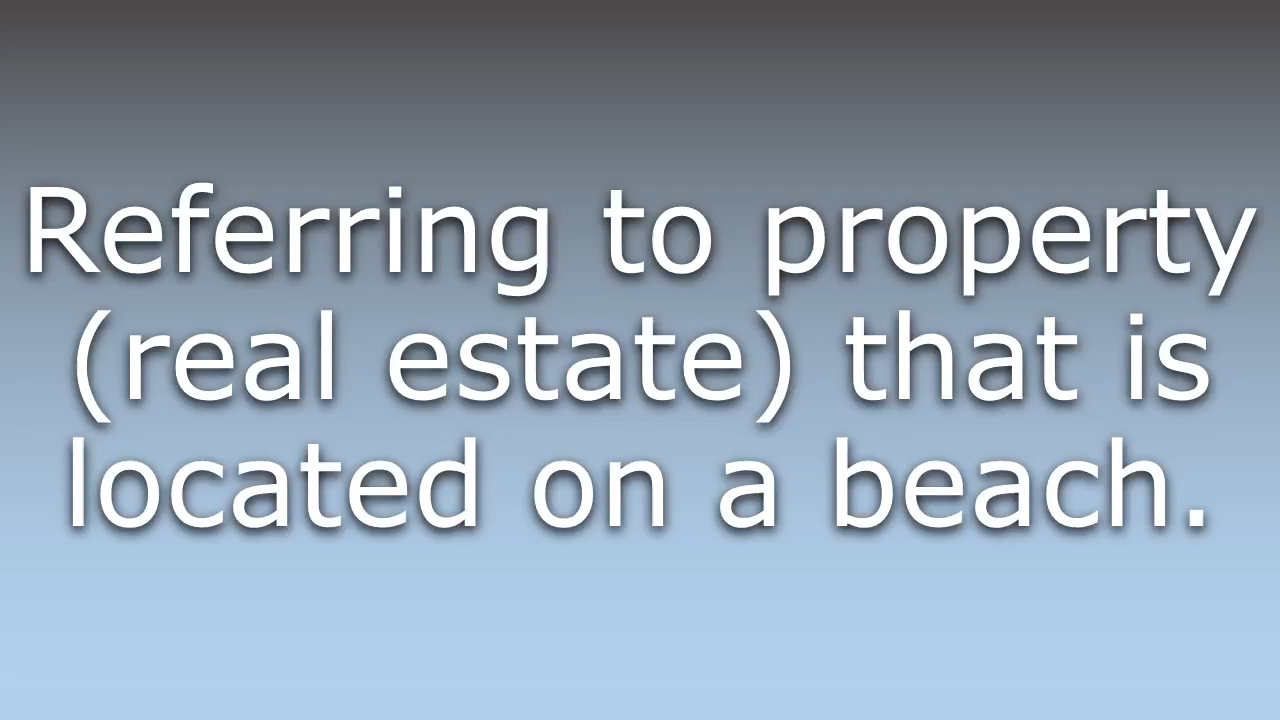 Referring to property
(real estate) that is
located on a beach.